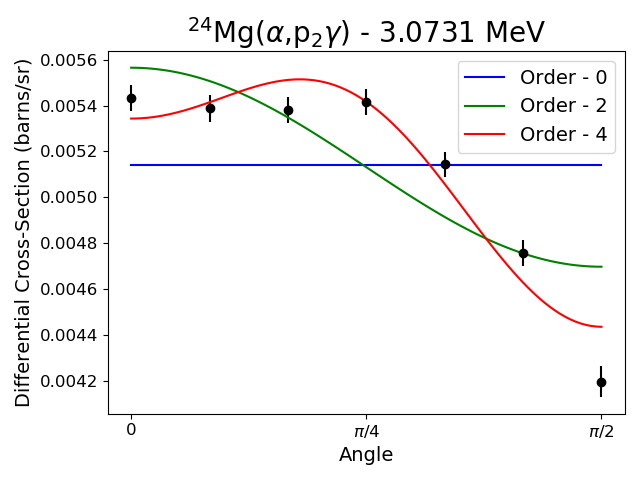 ²⁴Mg(α,p₂γ) - 3.0731 MeV
Differential Cross-Section (barns/sr)
0.0056
0.0054
0.0052
0.0050
0.0048
0.0046
0.0044
0.0042
Order - 0
Order - 2
Order - 4
0
π/4
π/2
Angle